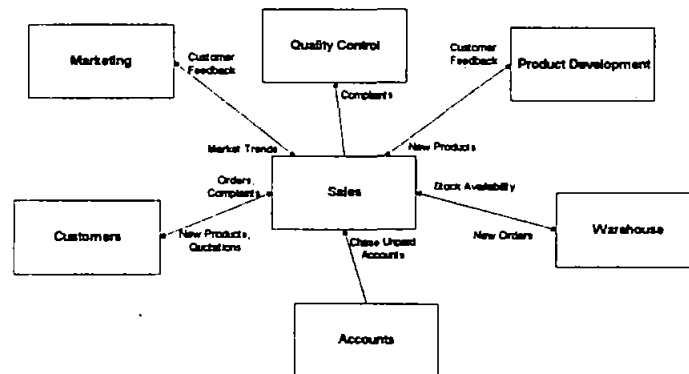 Quality Control
Marketing
Customer
Feedback
Customer
Feedback
Product Development
Complaints
Market Trends
New Products
Orders,
Complaints
Sales
Stock Availability
Customers
New Products,
Quotations
Chase Unpaid
Accounts
New Orders
Warehouse
Accounts